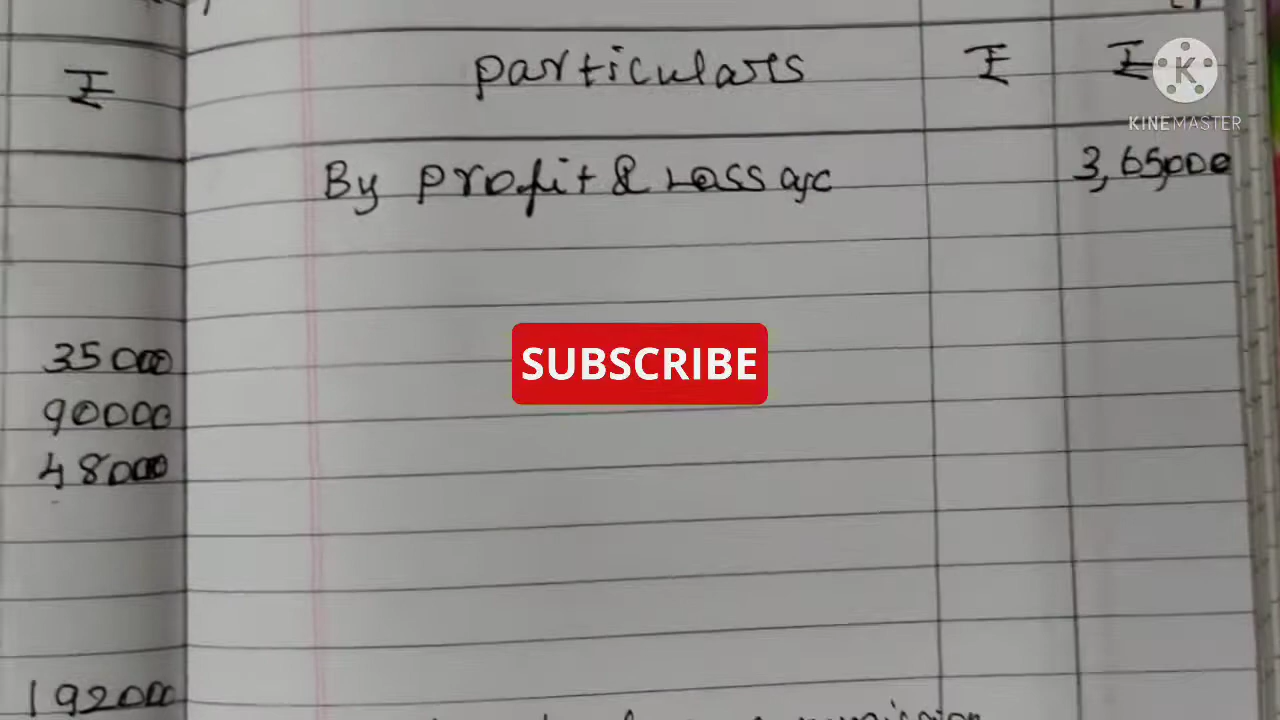 ₹ particulars ₹ ₹
K
KINEMASTER
By profit & Loss a/c 3,65,000
SUBSCRIBE
35000
90000
48000
192000